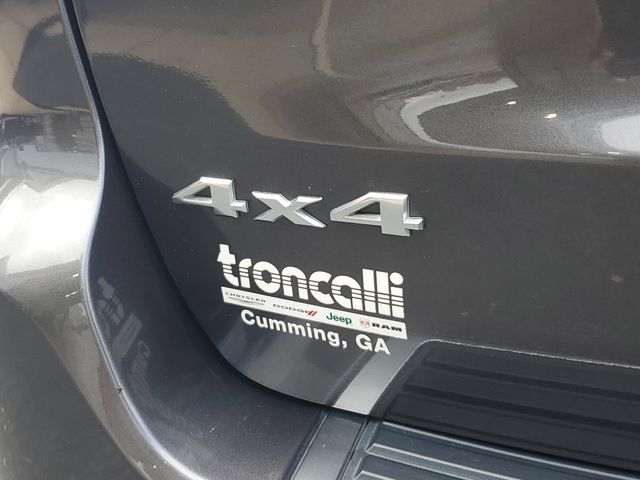 4x4
troncalli
CHRYSLER DODGE Jeep RAM
Cumming, GA